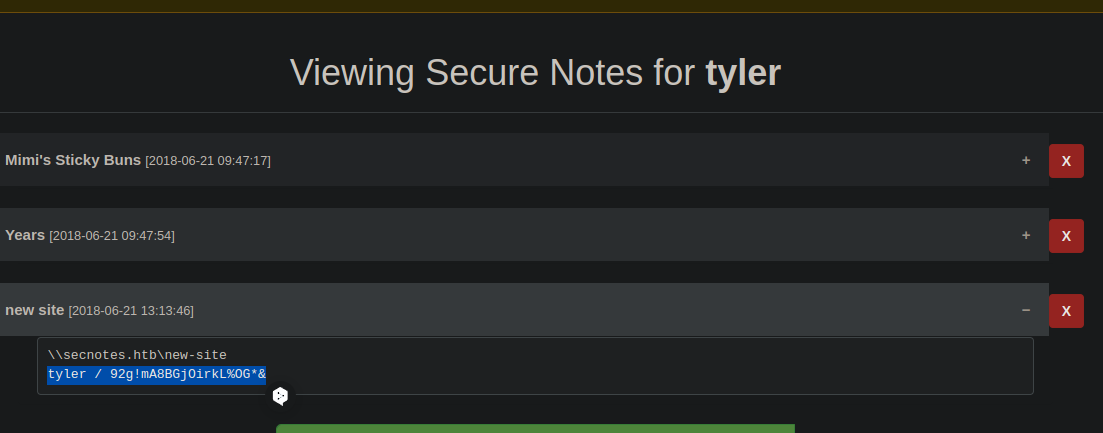 Viewing Secure Notes for tyler
Mimi's Sticky Buns [2018-06-21 09:47:17]
+
X
Years [2018-06-21 09:47:54]
+
X
new site [2018-06-21 13:13:46]
−
X
\\secnotes.htb\new-site
tyler / 92g!mA8BGjOirkL%OG*&